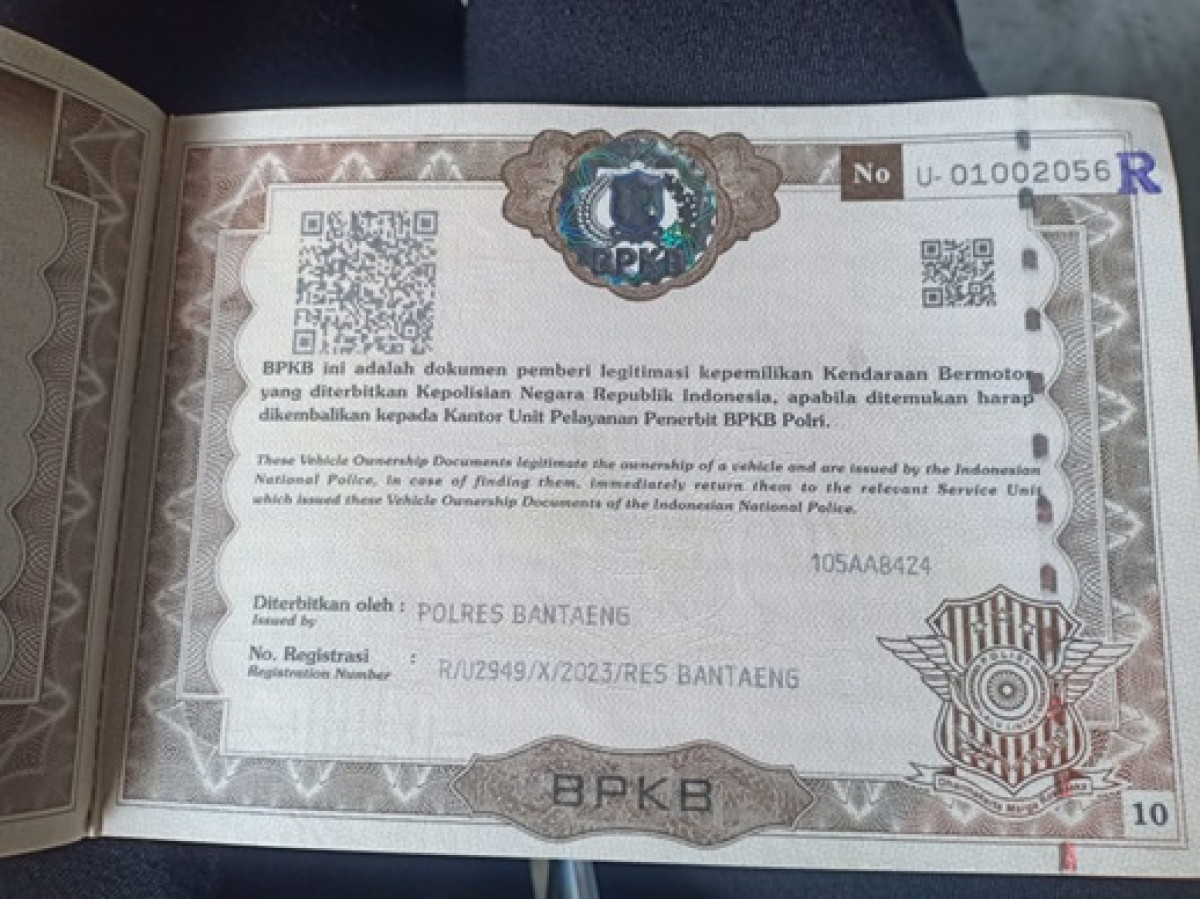 No U-01002056 R
BPKB
BPKB ini adalah dokumen pemberi legitimasi kepemilikan Kendaraan Bermotor
yang diterbitkan Kepolisian Negara Republik Indonesia, apabila ditemukan harap
dikembalikan kepada Kantor Unit Pelayanan Penerbit BPKB Polri.
These Vehicle Ownership Documents legitimate the ownership of a vehicle and are issued by the Indonesian
National Police, in case of finding them, immediately return them to the relevant Service Unit
which issued these Vehicle Ownership Documents of the Indonesian National Police.
105AAB424
Diterbitkan oleh : POLRES BANTAENG
Issued by
No. Registrasi : R/U2949/X/2023/RES BANTAENG
Registration Number
POLISI
BPKB
10